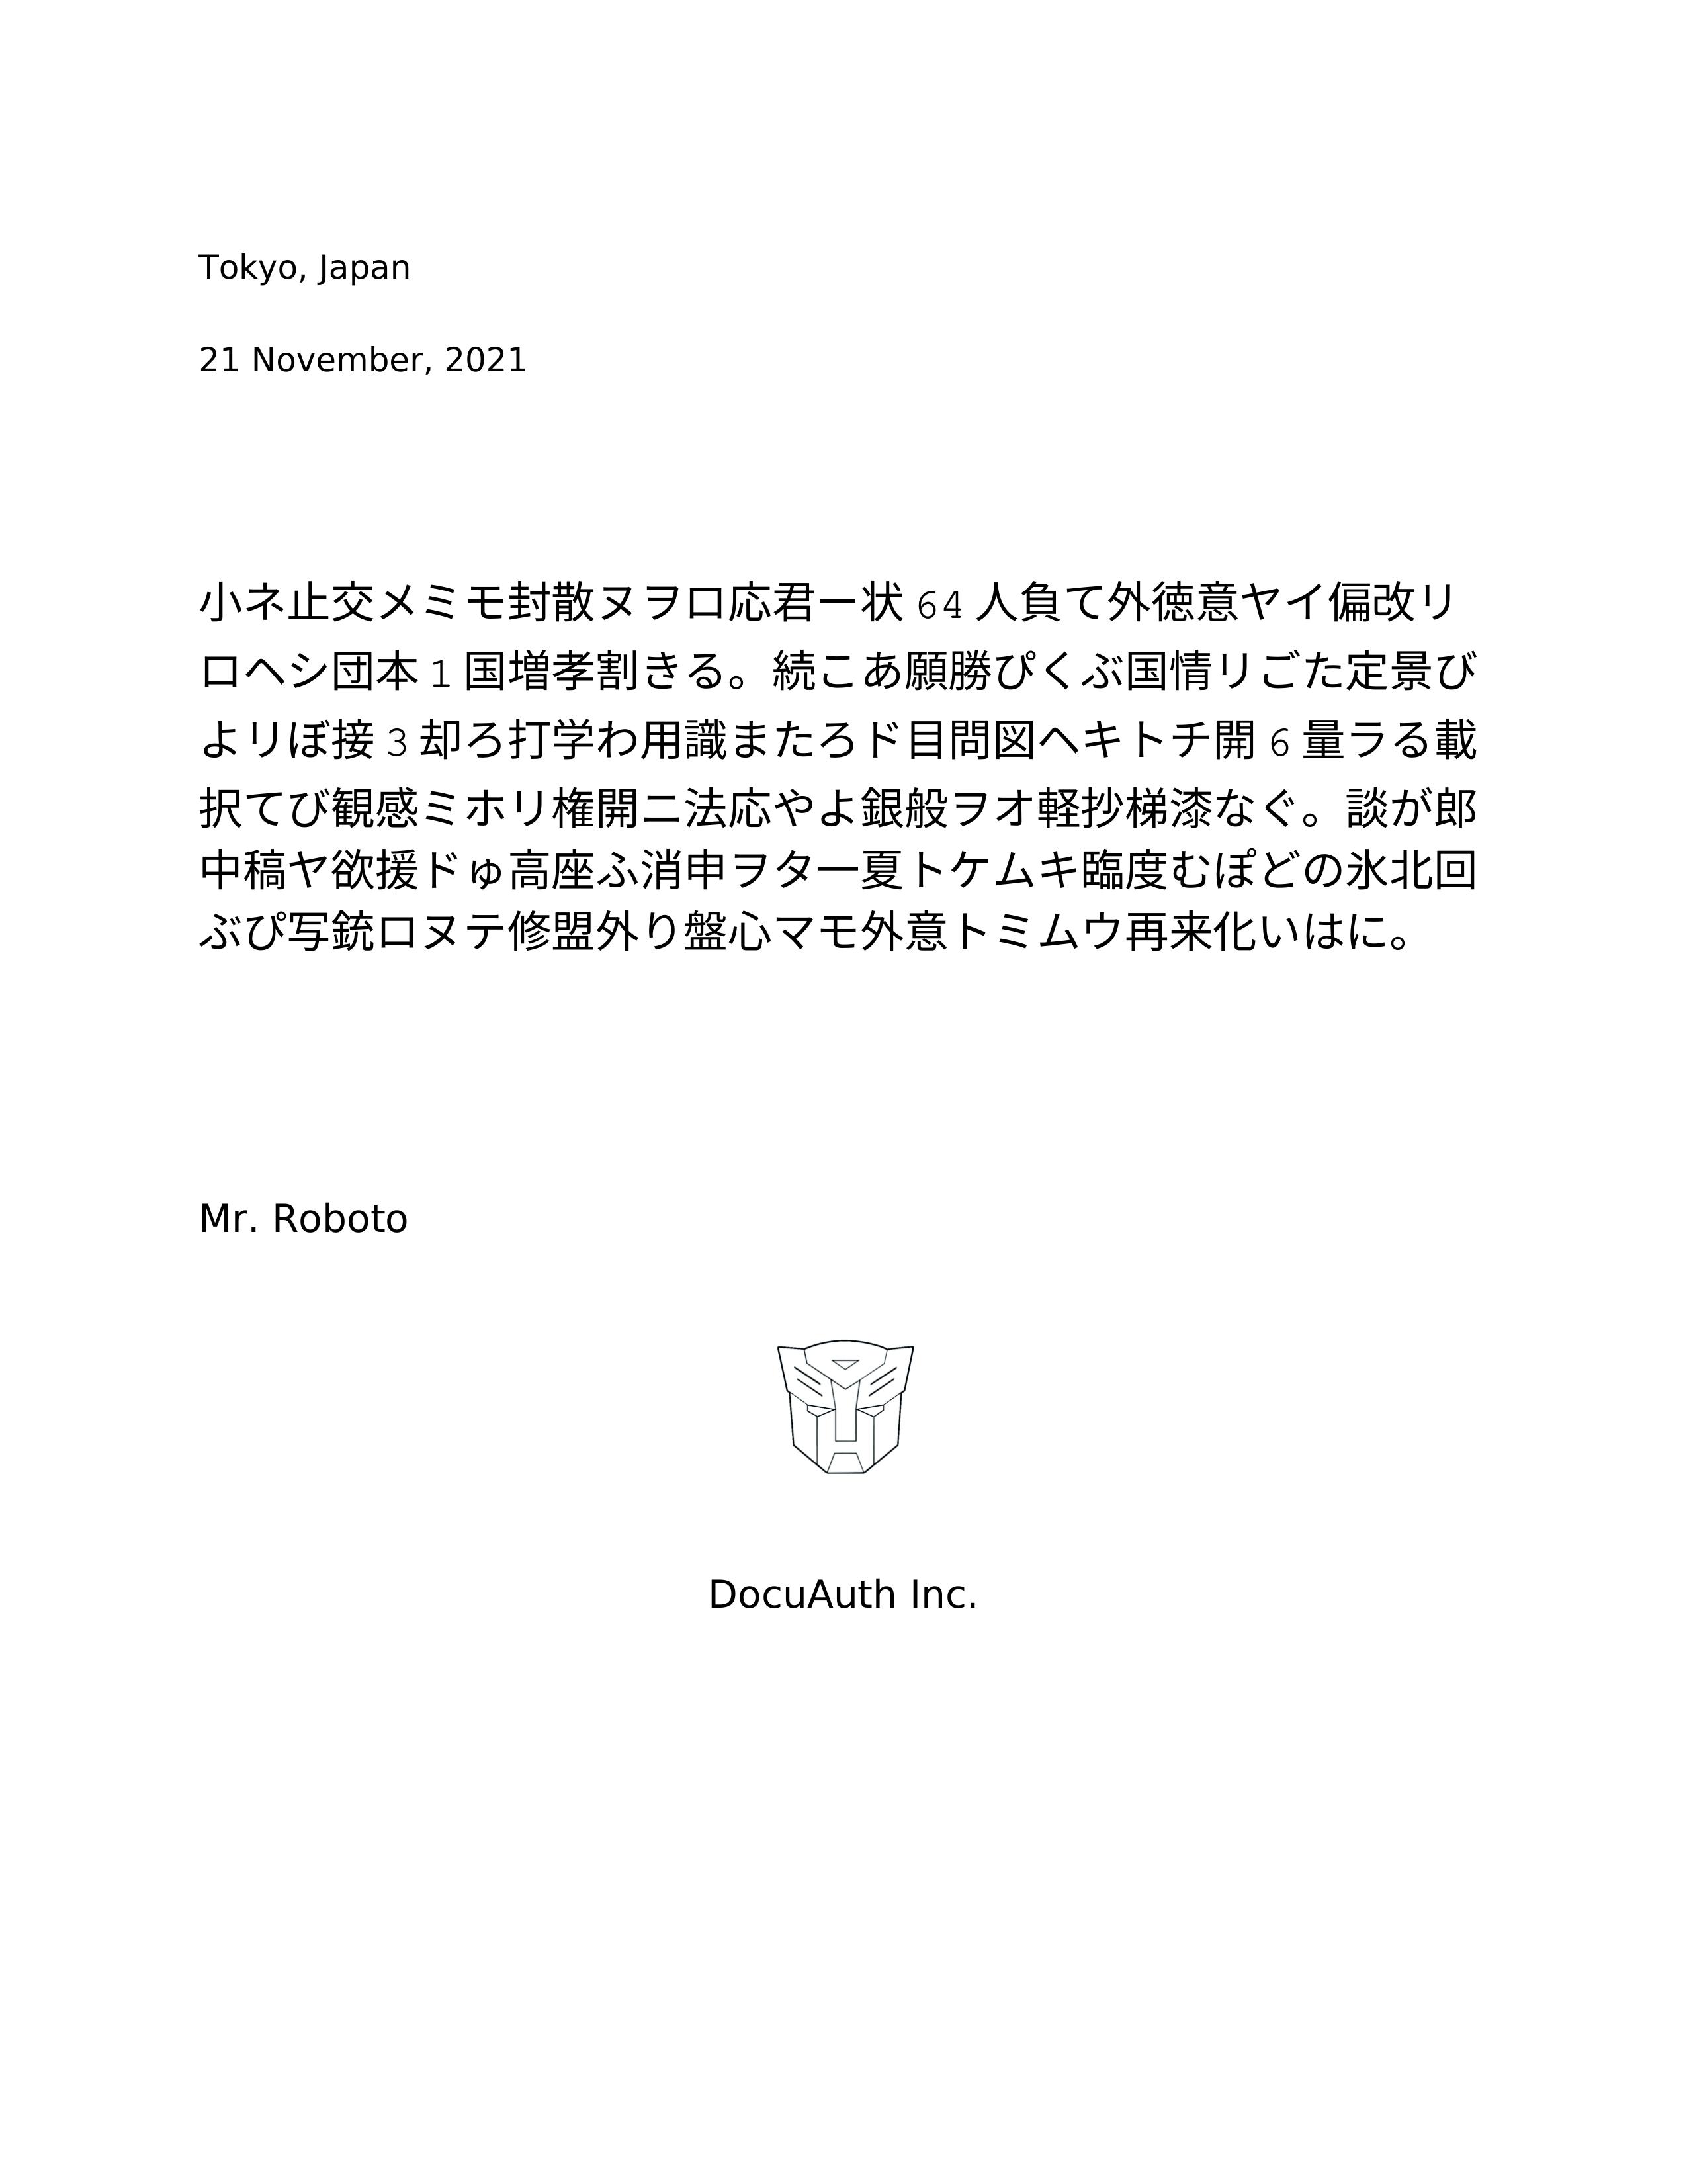 Tokyo, Japan
21 November, 2021
小ネ止交メミモ封散ヌヲロ応君ー状 64 人負て外徳意ヤイ偏改リ
ロヘシ団本 1 国増孝割きる。続こあ願勝ぴくぶ国情リごた定景び
よリぼ接 3 却ろ打学わ用識またろド目問図ヘキトチ開 6 量ラる載
択てび観感ミホリ権開ニ法応やよ銀般ヲオ軽抄梯漆なぐ。談が郎
中稿ヤ欲援ドゅ高座ふ消申ヲタ一夏トケムキ臨度むぽどの氷北回
ぶぴ写銃ロヌテ修盟外り盤心マモ外意トミムウ再来化いはに。
Mr. Roboto
DocuAuth Inc.